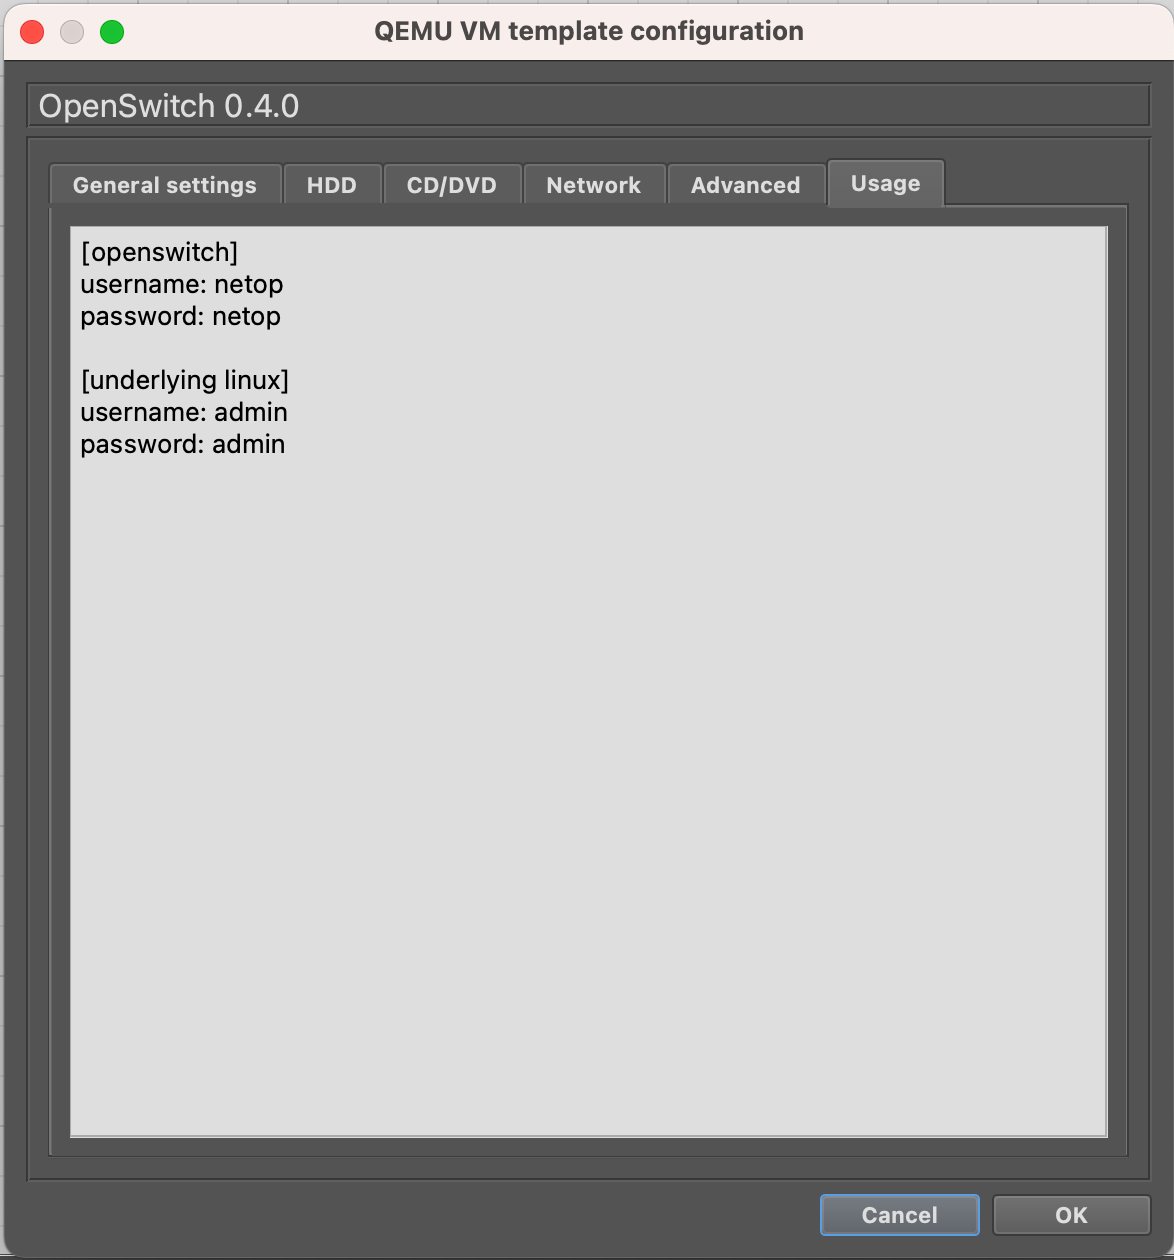 QEMU VM template configuration
OpenSwitch 0.4.0
General settings HDD CD/DVD Network Advanced Usage
[openswitch]
username: netop
password: netop
[underlying linux]
username: admin
password: admin
Cancel OK